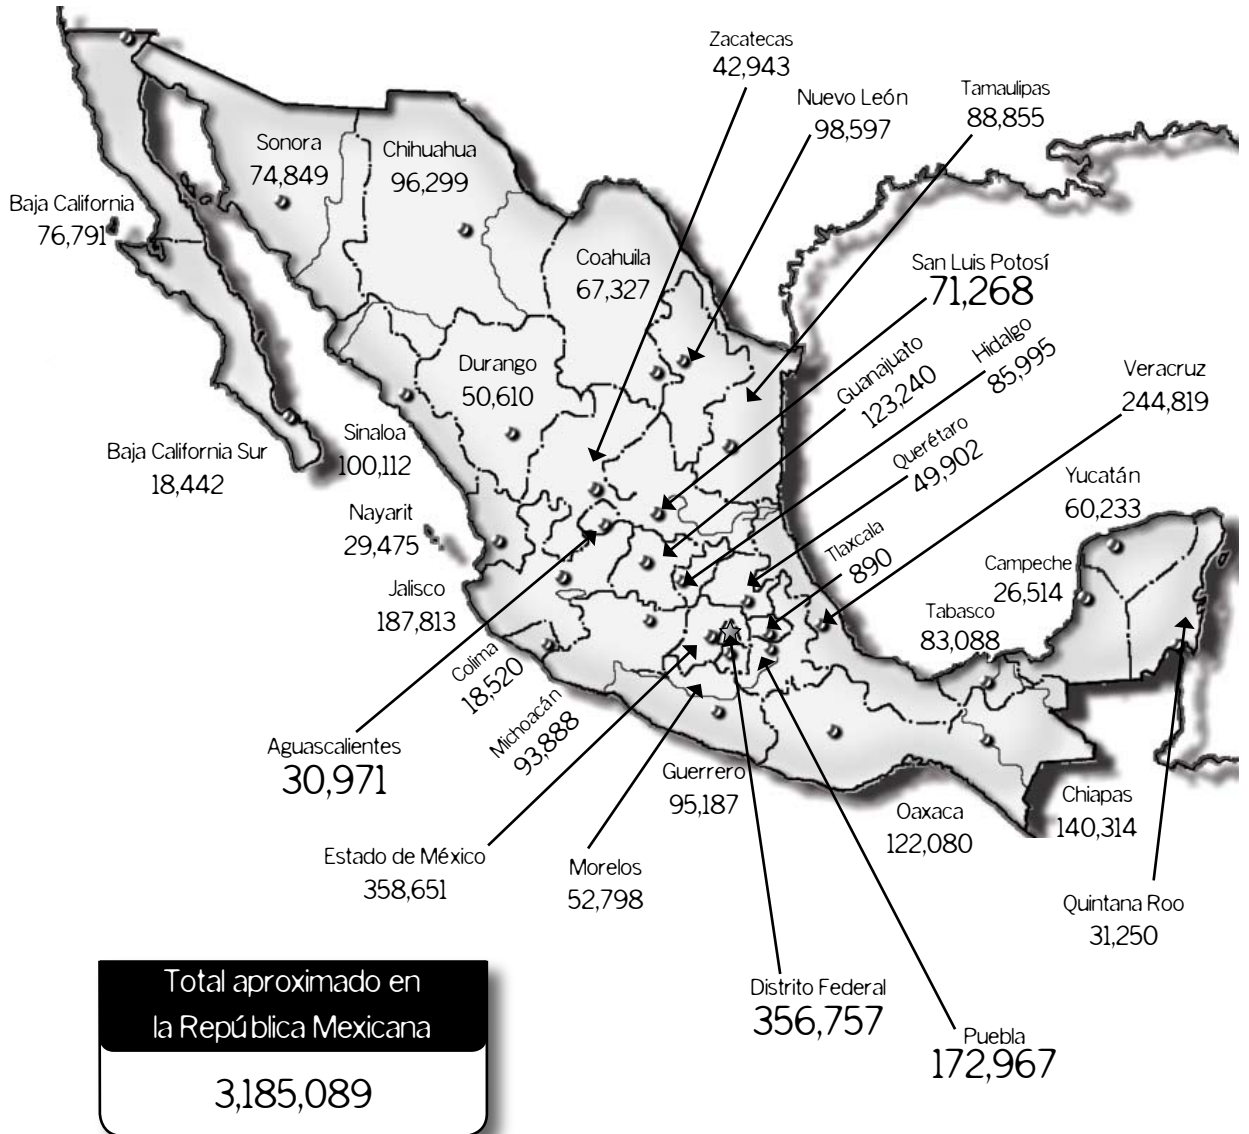 Zacatecas
42,943
Nuevo León
98,597
Tamaulipas
88,855
Sonora
74,849
Chihuahua
96,299
Baja California
76,791
Coahuila
67,327
San Luis Potosí
71,268
Durango
50,610
Guanajuato
123,240
Hidalgo
85,995
Veracruz
244,819
Baja California Sur
18,442
Sinaloa
100,112
Querétaro
49,902
Yucatán
60,233
Nayarit
29,475
Tlaxcala
890
Campeche
26,514
Jalisco
187,813
Tabasco
83,088
Colima
18,520
Michoacán
93,888
Aguascalientes
30,971
Guerrero
95,187
Oaxaca
122,080
Chiapas
140,314
Estado de México
358,651
Morelos
52,798
Quintana Roo
31,250
Distrito Federal
356,757
Puebla
172,967
Total aproximado en
la República Mexicana
3,185,089